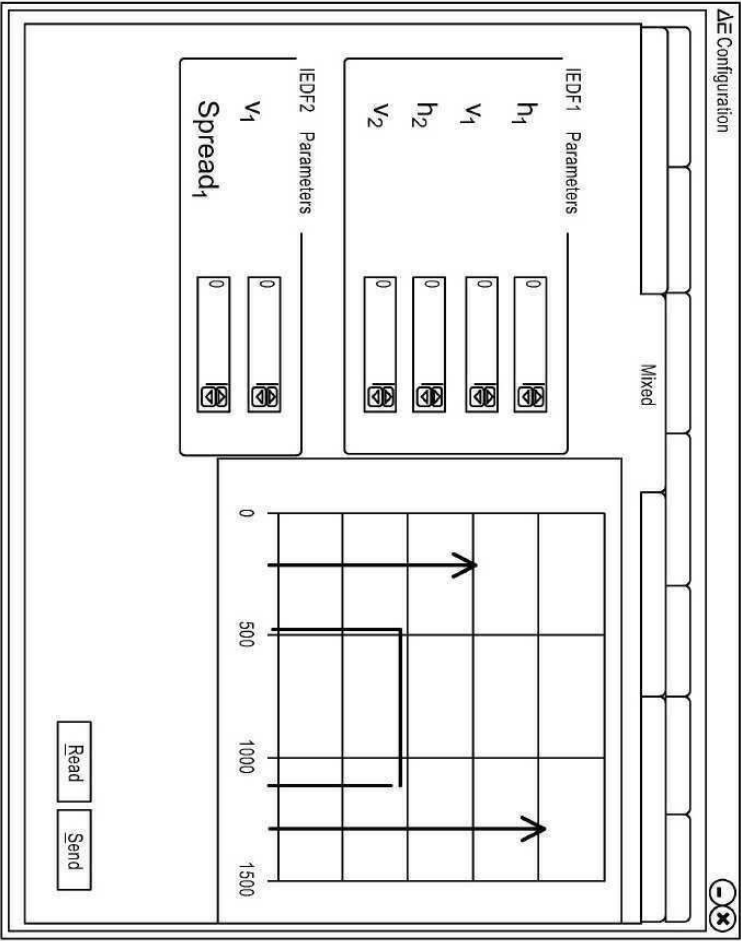 ΔE Configuration
Mixed
IEDF1 Parameters
h1 0
v1 0
h2 0
v2 0
IEDF2 Parameters
v1 0
Spread1 0
0 500 1000 1500
Read Send